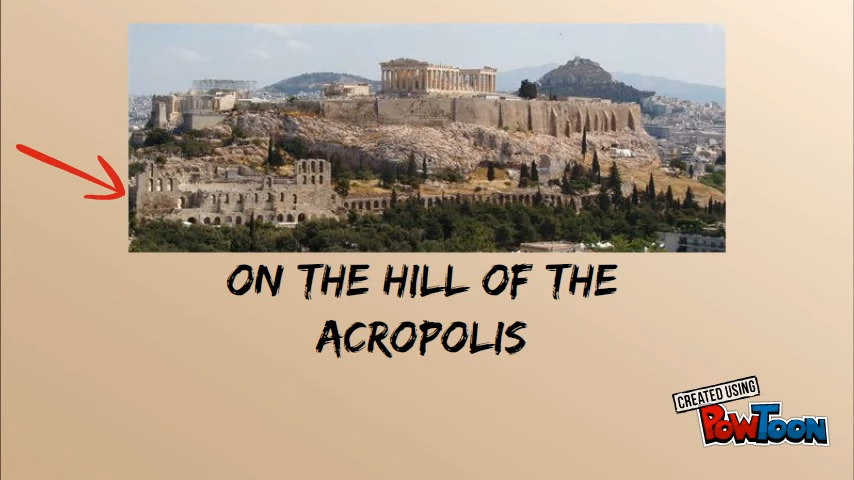 ON THE HILL OF THE
ACROPOLIS
CREATED USING
POWTOON